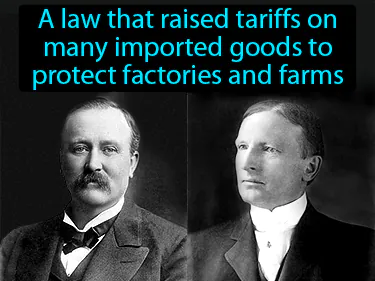 A law that raised tariffs on
many imported goods to
protect factories and farms